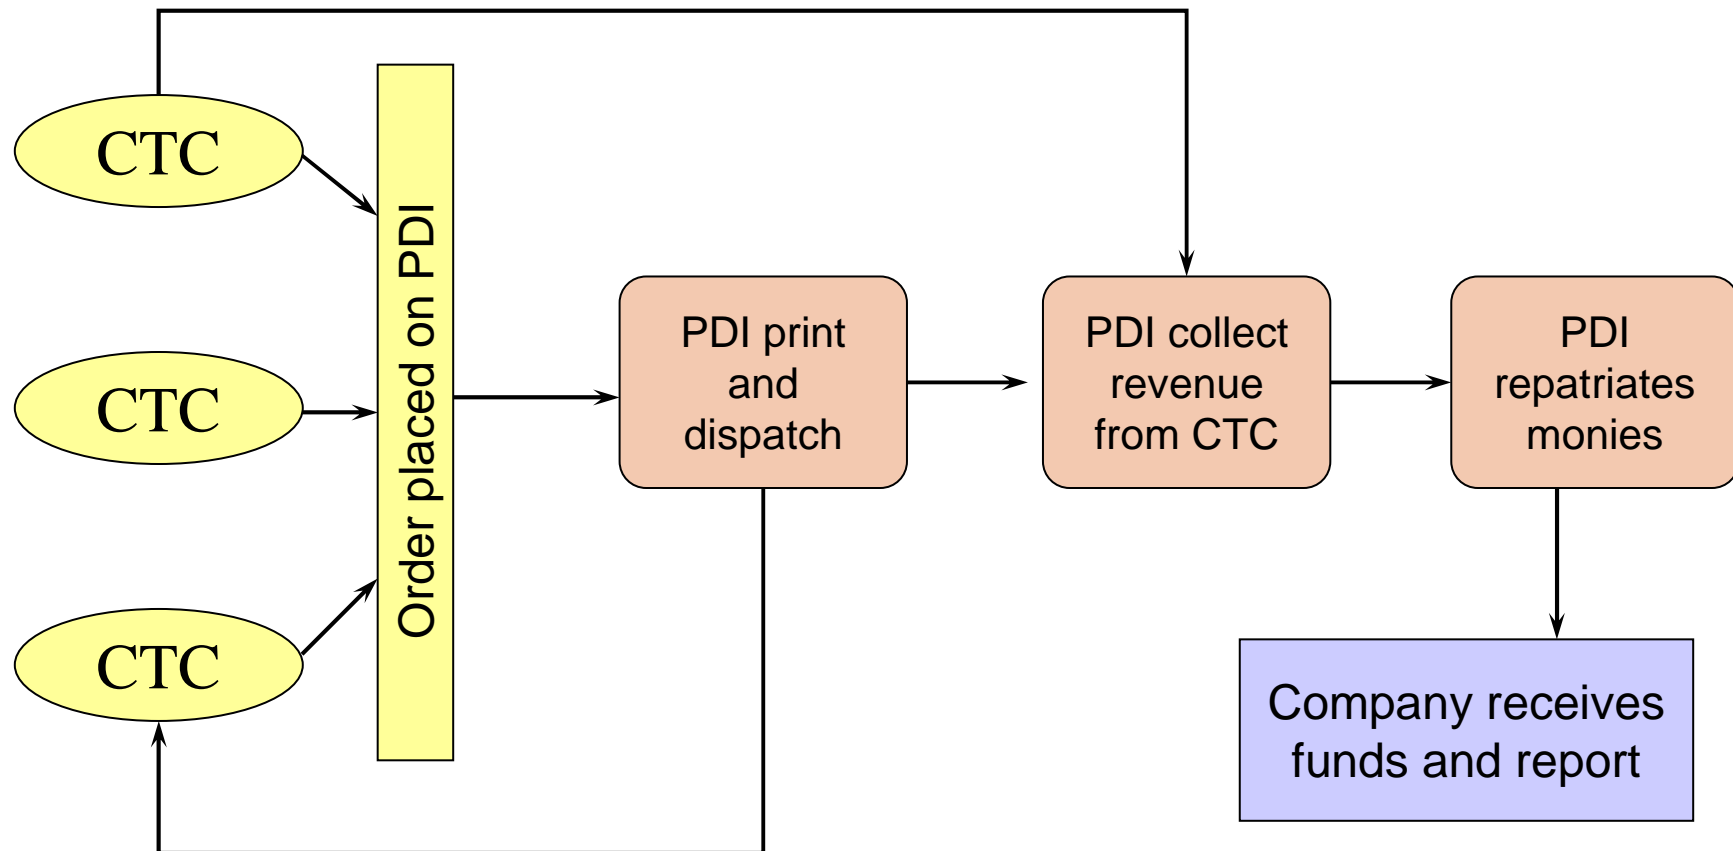 CTC
CTC
CTC
Order placed on PDI
PDI print
and
dispatch
PDI collect
revenue
from CTC
PDI
repatriates
monies
Company receives
funds and report